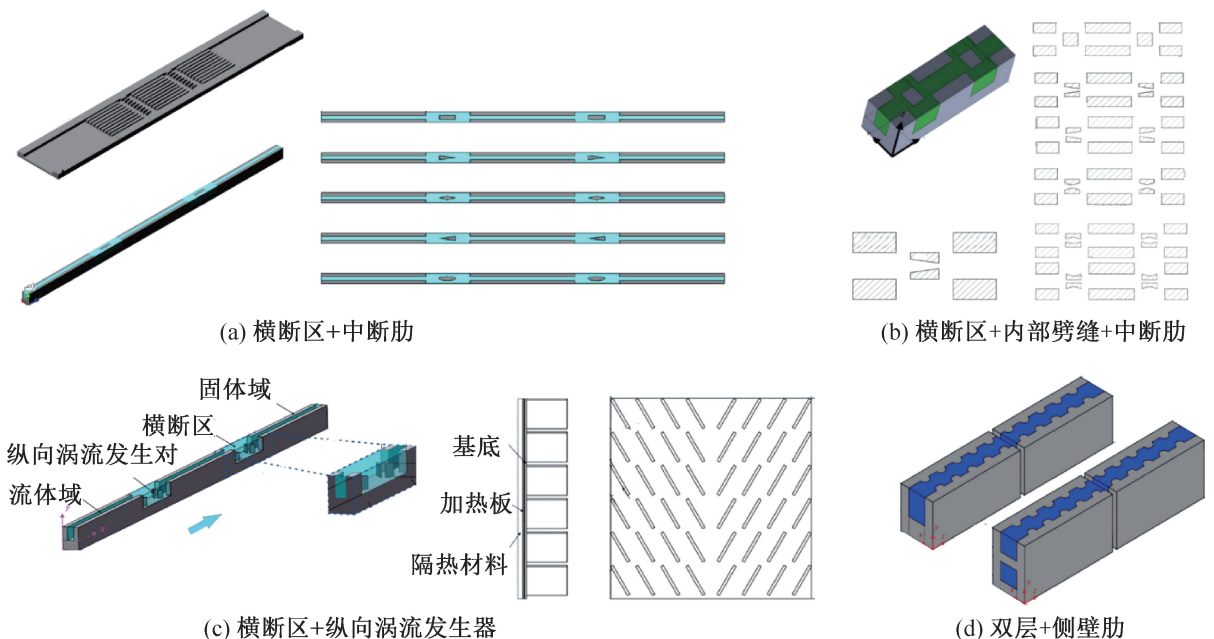 (a) 横断区+中断肋
(b) 横断区+内部劈缝+中断肋
固体域
横断区
纵向涡流发生对
流体域
基底
加热板
隔热材料
(c) 横断区+纵向涡流发生器
(d) 双层+侧壁肋